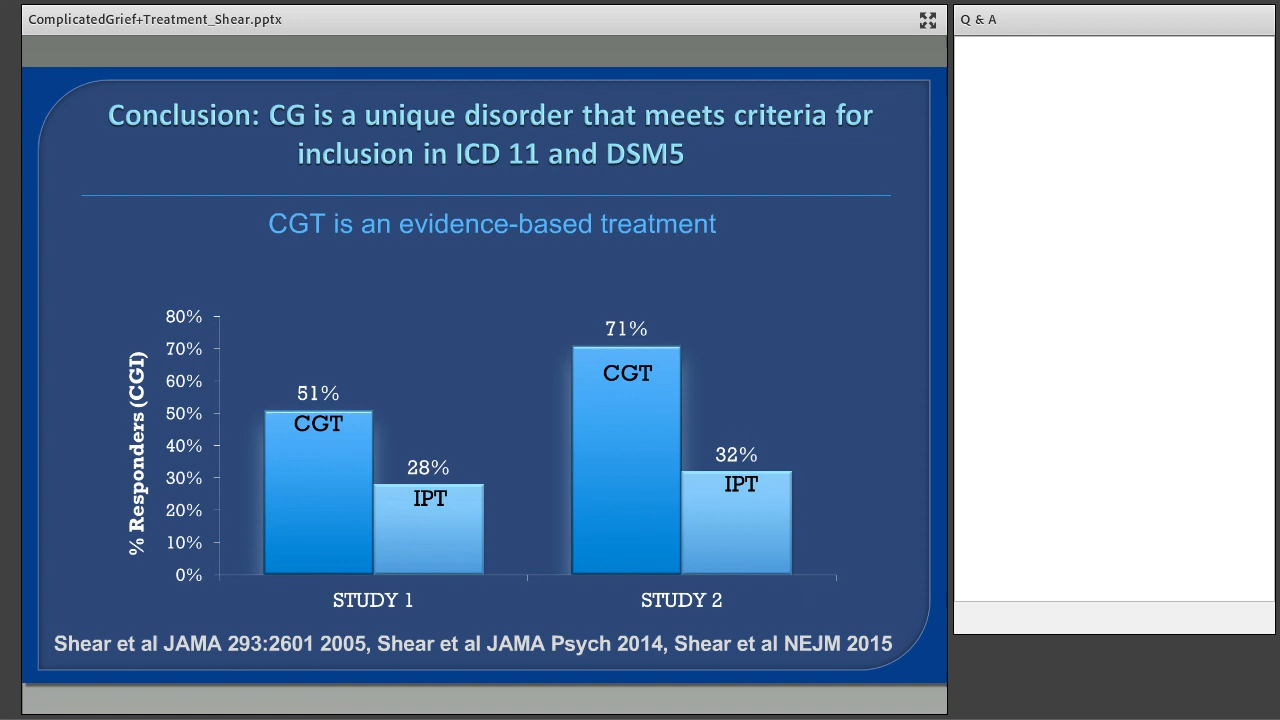 ComplicatedGrief+Treatment_Shear.pptx
Q & A
Conclusion: CG is a unique disorder that meets criteria for
inclusion in ICD 11 and DSM5
CGT is an evidence-based treatment
% Responders (CGI)
80%
70%
60%
50%
40%
30%
20%
10%
0%
51%
CGT
28%
IPT
71%
CGT
32%
IPT
STUDY 1
STUDY 2
Shear et al JAMA 293:2601 2005, Shear et al JAMA Psych 2014, Shear et al NEJM 2015